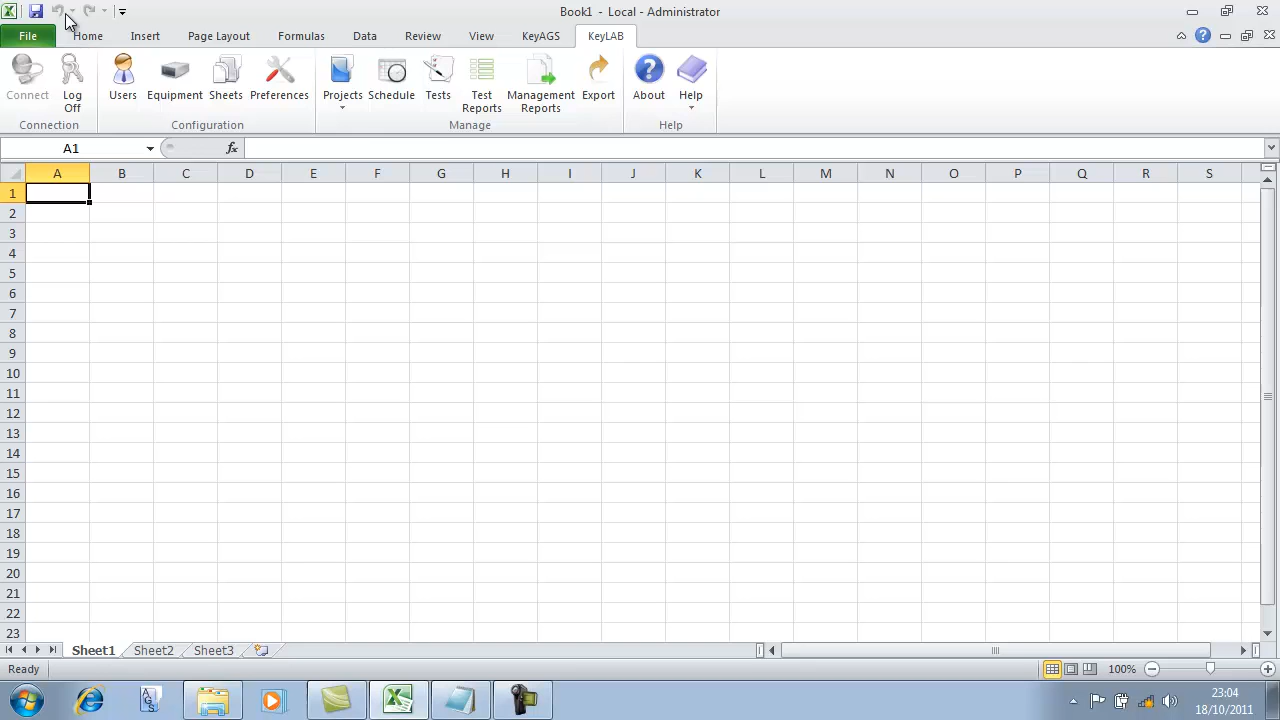 Book1 - Local - Administrator
File Home Insert Page Layout Formulas Data Review View KeyAGS KeyLAB
Connect Log Off Users Equipment Sheets Preferences Projects Schedule Tests Test Reports Management Reports Export About Help
Connection Configuration Manage Help
A1 fx
A B C D E F G H I J K L M N O P Q R S
1
2
3
4
5
6
7
8
9
10
11
12
13
14
15
16
17
18
19
20
21
22
23
Sheet1 Sheet2 Sheet3
Ready 100%
AGS 23:04
18/10/2011